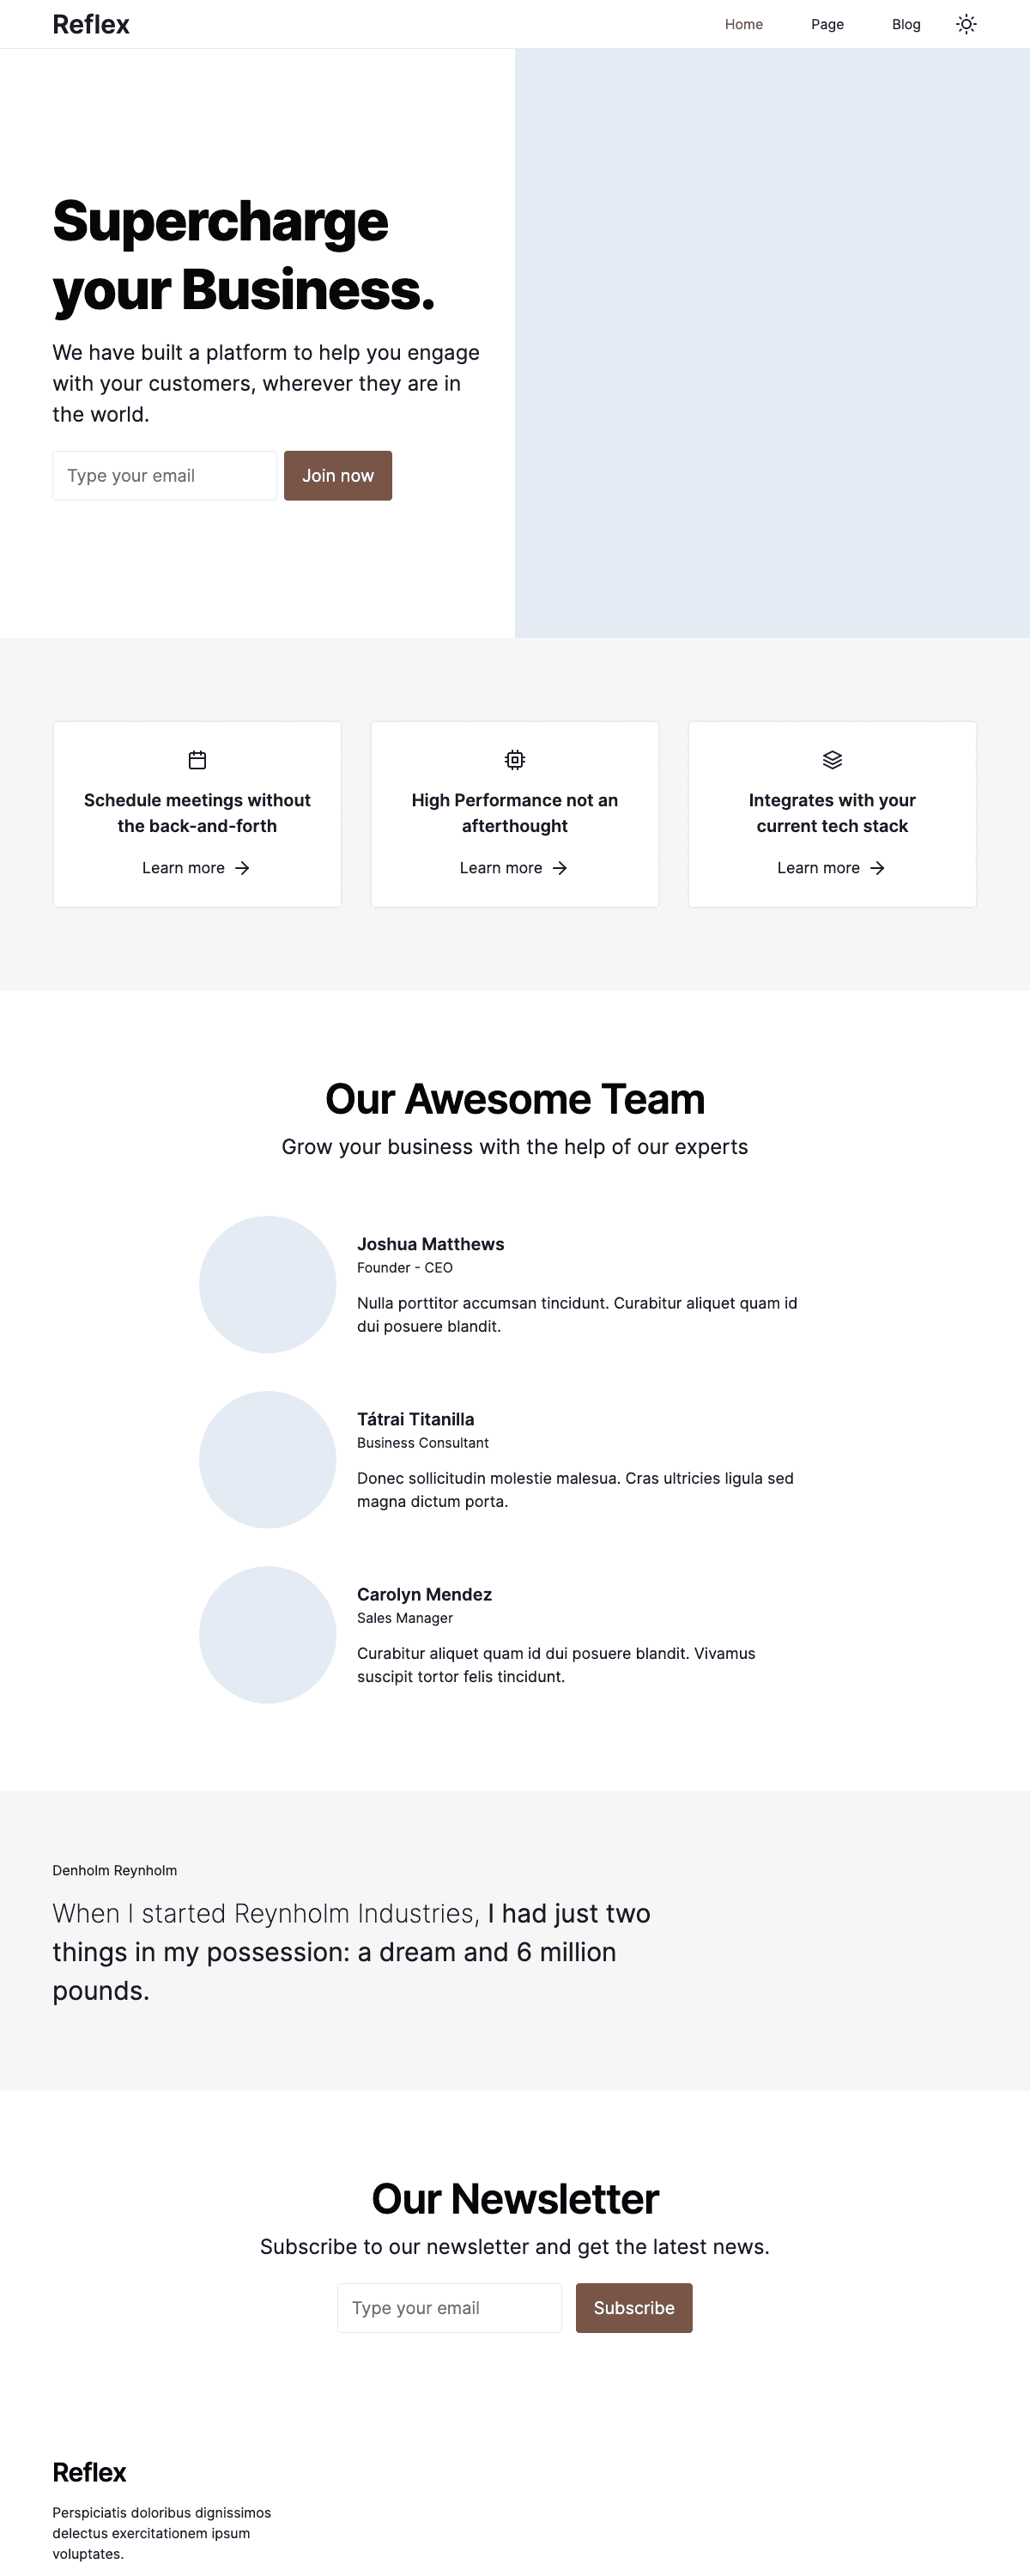 Reflex
Home
Page
Blog
Supercharge
your Business.
We have built a platform to help you engage
with your customers, wherever they are in
the world.
Type your email
Join now
Schedule meetings without
the back-and-forth
Learn more
High Performance not an
afterthought
Learn more
Integrates with your
current tech stack
Learn more
Our Awesome Team
Grow your business with the help of our experts
Joshua Matthews
Founder - CEO
Nulla porttitor accumsan tincidunt. Curabitur aliquet quam id
dui posuere blandit.
Tátrai Titanilla
Business Consultant
Donec sollicitudin molestie malesua. Cras ultricies ligula sed
magna dictum porta.
Carolyn Mendez
Sales Manager
Curabitur aliquet quam id dui posuere blandit. Vivamus
suscipit tortor felis tincidunt.
Denholm Reynholm
When I started Reynholm Industries, I had just two
things in my possession: a dream and 6 million
pounds.
Our Newsletter
Subscribe to our newsletter and get the latest news.
Type your email
Subscribe
Reflex
Perspiciatis doloribus dignissimos
delectus exercitationem ipsum
voluptates.